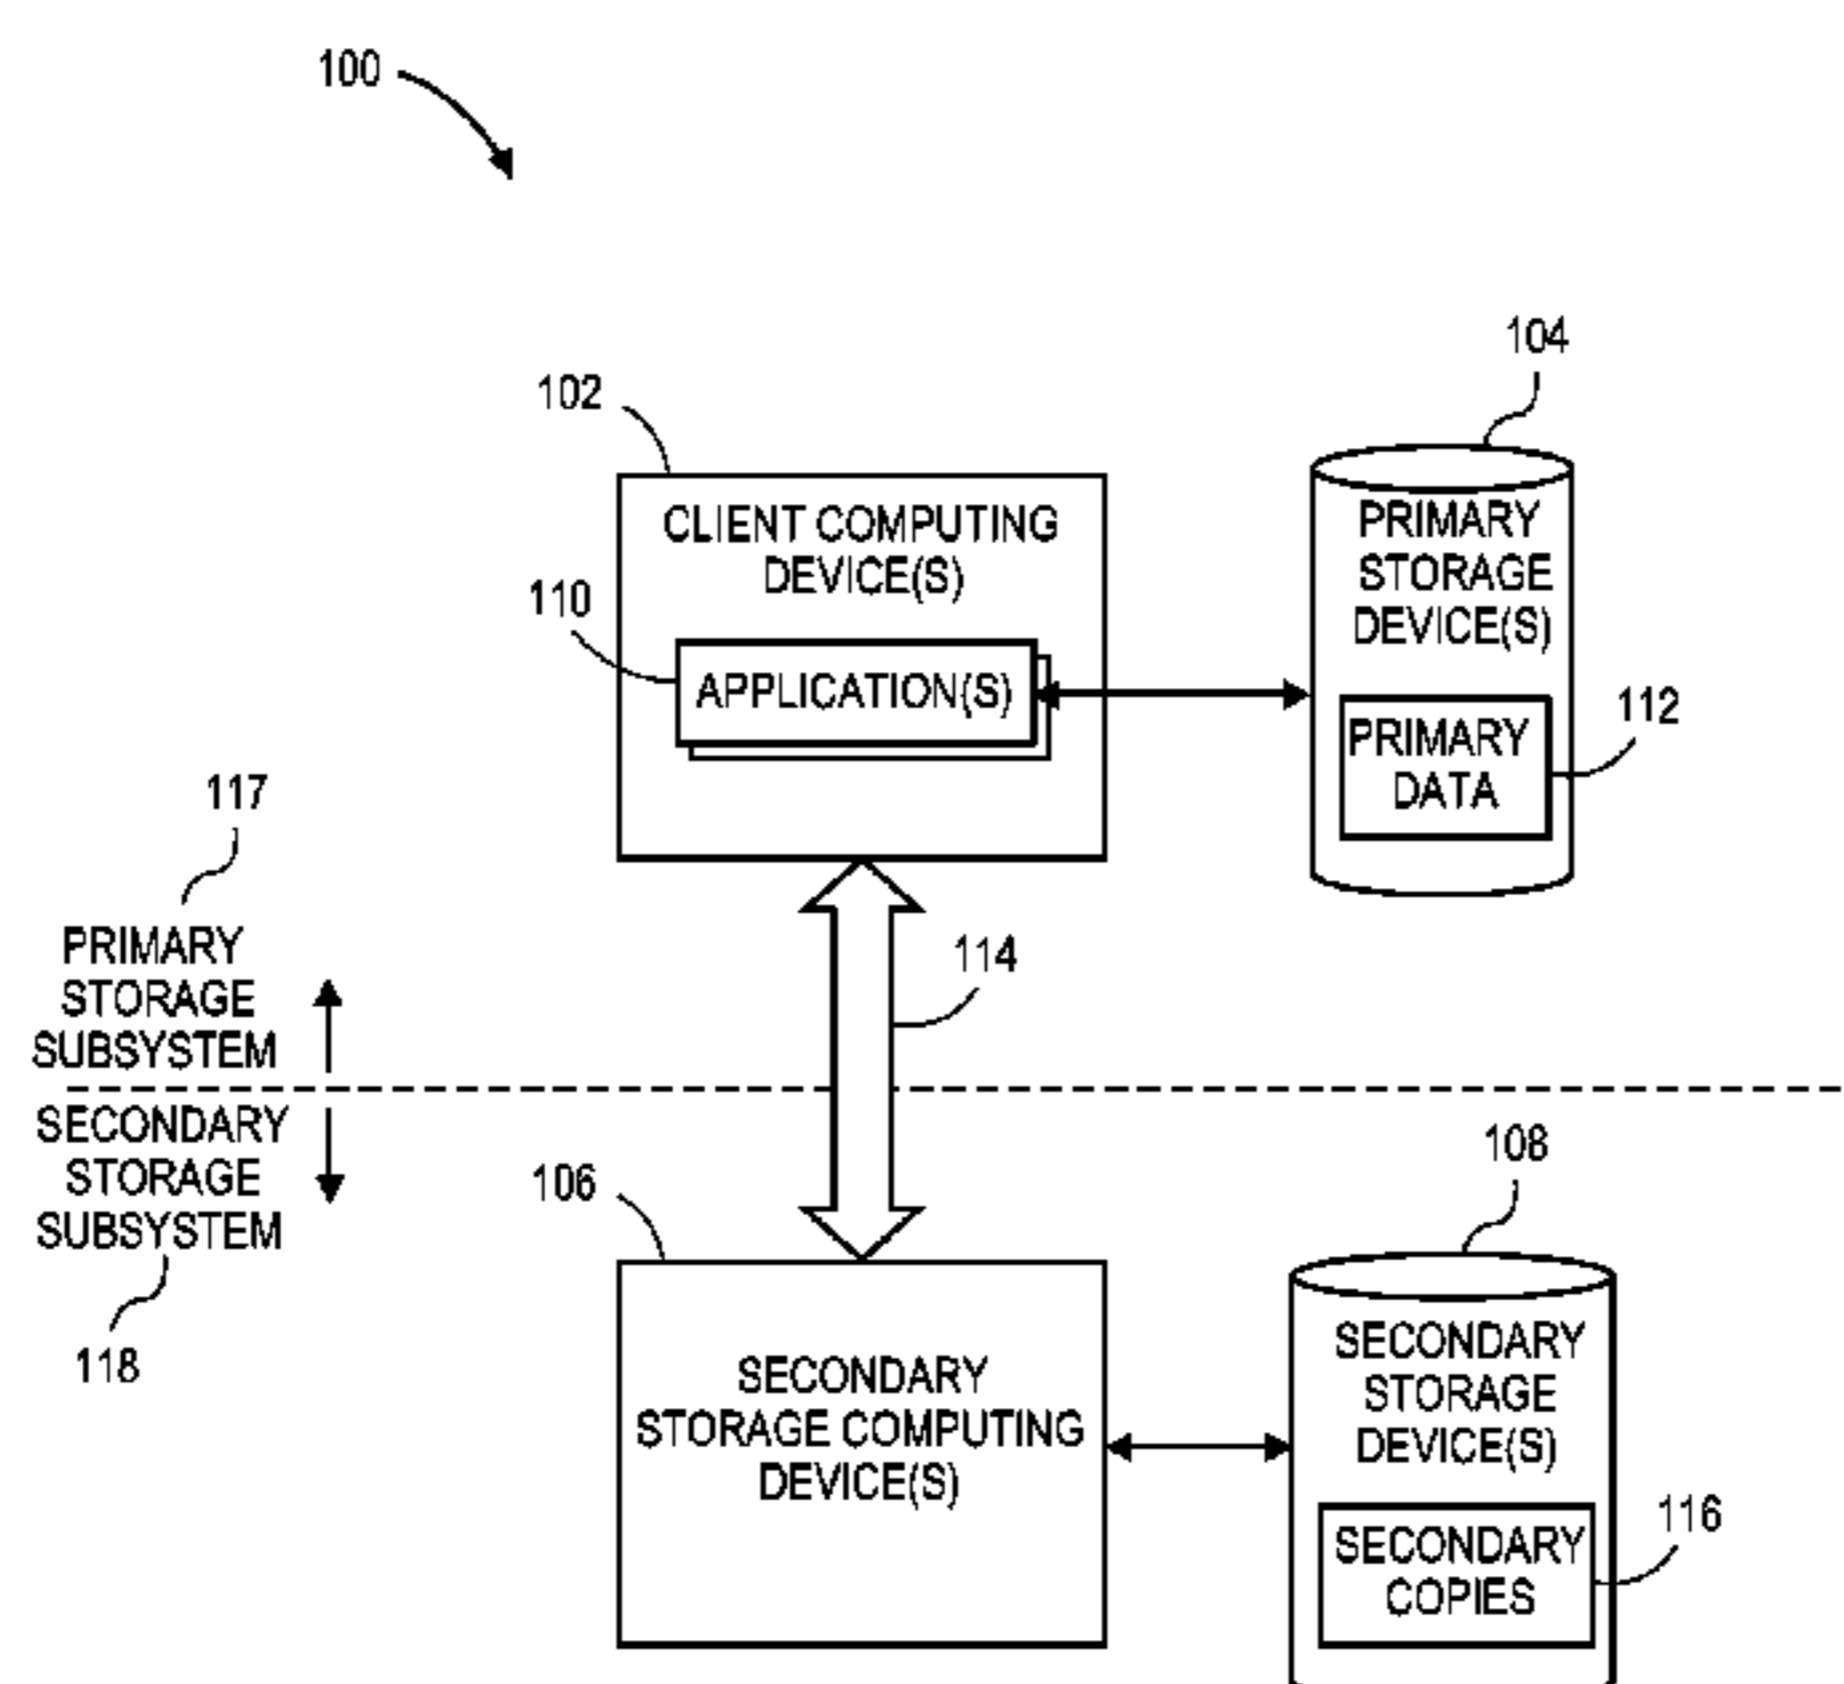 100
104
102
CLIENT COMPUTING
DEVICE(S)
PRIMARY
STORAGE
DEVICE(S)
110
APPLICATION(S)
112
PRIMARY
DATA
117
PRIMARY
STORAGE
SUBSYSTEM
114
SECONDARY
STORAGE
SUBSYSTEM
118
106
108
SECONDARY
STORAGE COMPUTING
DEVICE(S)
SECONDARY
STORAGE
DEVICE(S)
116
SECONDARY
COPIES